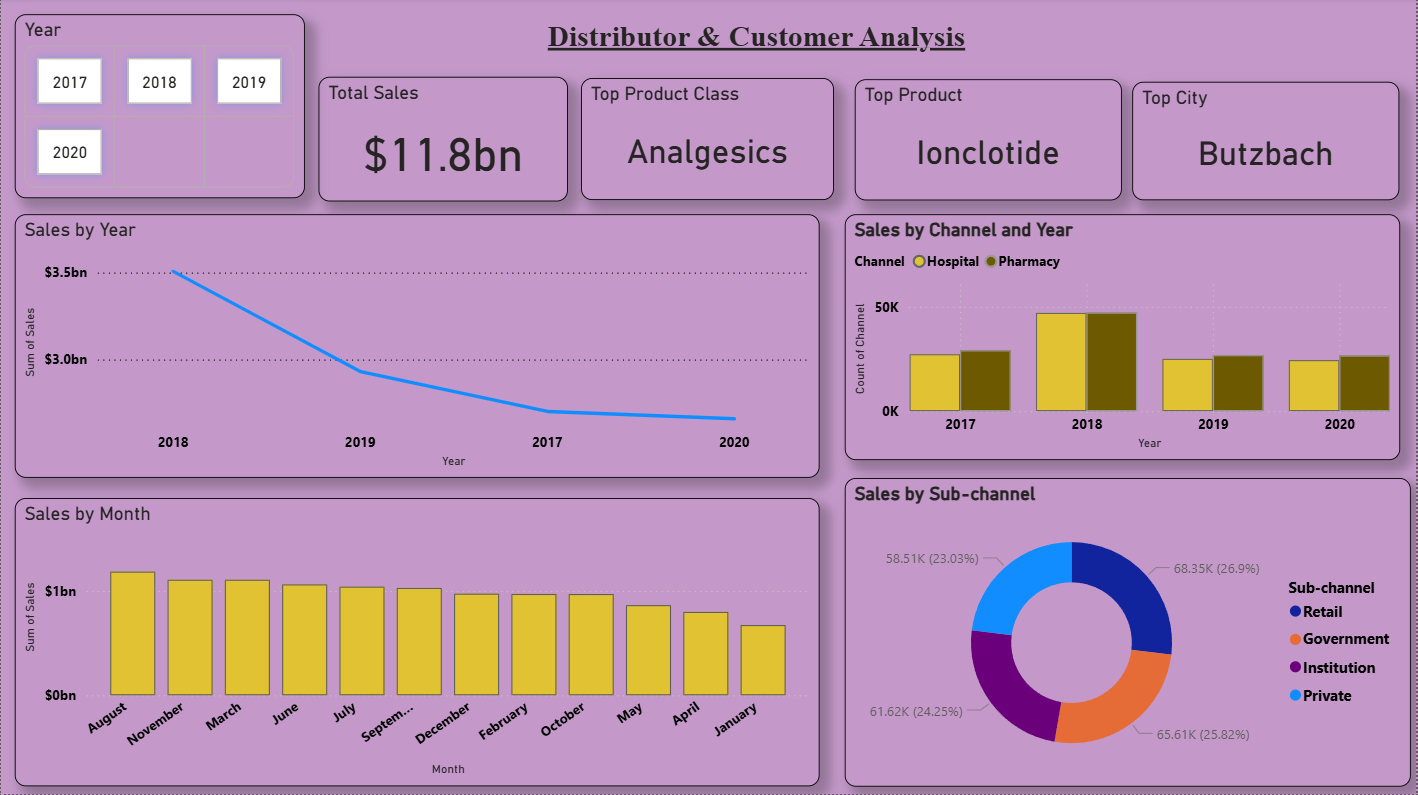 Distributor & Customer Analysis
Year
2017
2018
2019
2020
Total Sales
$11.8bn
Top Product Class
Analgesics
Top Product
Ionclotide
Top City
Butzbach
Sales by Year
Sum of Sales
$3.5bn
$3.0bn
2018
2019
2017
2020
Year
Sales by Channel and Year
Channel
Hospital
Pharmacy
Count of Channel
50K
0K
2017
2018
2019
2020
Year
Sales by Month
Sum of Sales
$1bn
$0bn
August
November
March
June
July
Septem...
December
February
October
May
April
January
Month
Sales by Sub-channel
58.51K (23.03%)
68.35K (26.9%)
61.62K (24.25%)
65.61K (25.82%)
Sub-channel
Retail
Government
Institution
Private